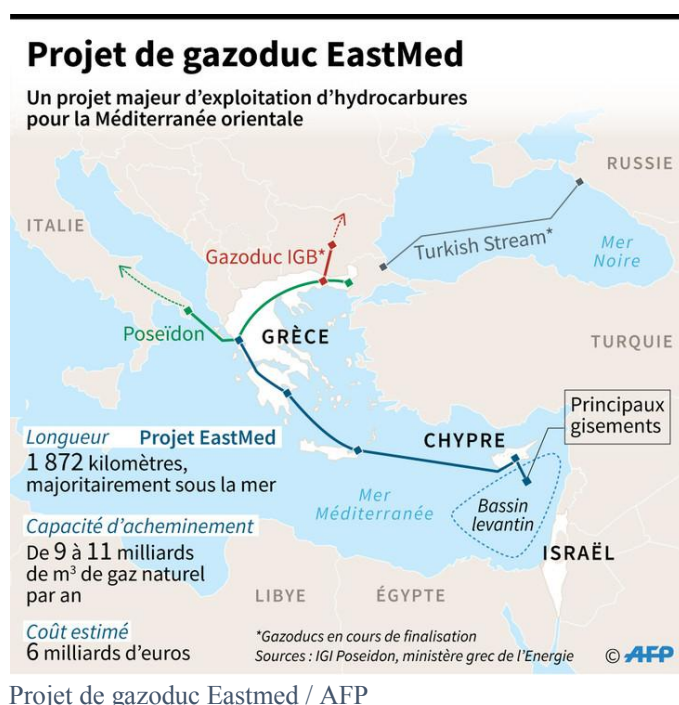 Projet de gazoduc EastMed
Un projet majeur d'exploitation d'hydrocarbures
pour la Méditerranée orientale
RUSSIE
ITALIE
Gazoduc IGB*
Turkish Stream*
Mer
Noire
Poseïdon
GRÈCE
TURQUIE
Principaux
gisements
Longueur Projet EastMed
1 872 kilomètres,
majoritairement sous la mer
CHYPRE
Mer
Méditerranée
Bassin
levantin
Capacité d'acheminement
De 9 à 11 milliards
de m³ de gaz naturel
par an
ISRAËL
LIBYE
ÉGYPTE
Coût estimé
6 milliards d'euros
*Gazoducs en cours de finalisation
Sources : IGI Poseidon, ministère grec de l'Energie
© AFP
Projet de gazoduc Eastmed / AFP